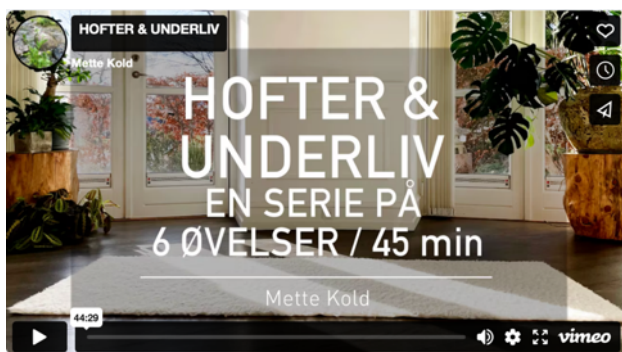 HOFTER & UNDERLIV
Mette Kold
HOFTER &
UNDERLIV
EN SERIE PÅ
6 ØVELSER / 45 min
Mette Kold
44:29
vimeo